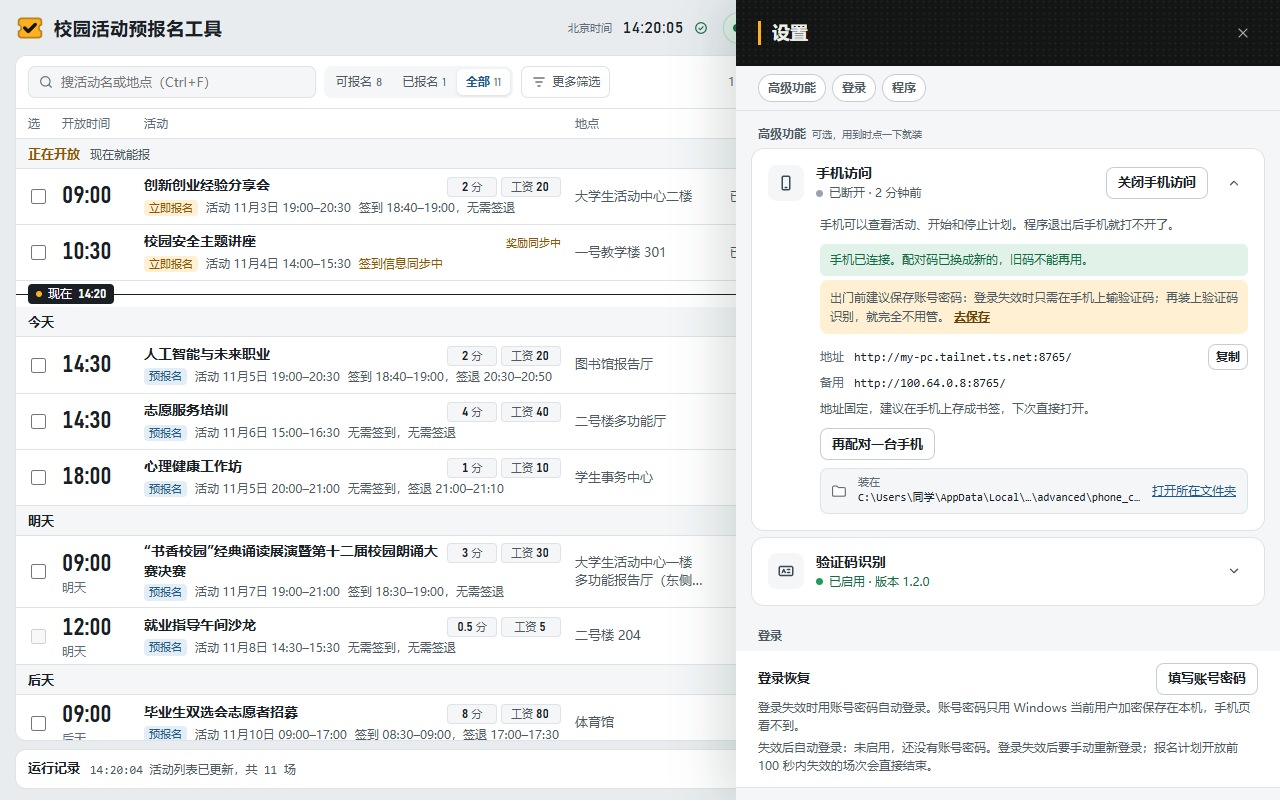 校园活动预报名工具
北京时间 14:20:05
搜活动名或地点（Ctrl+F）
可报名 8 已报名 1 全部 11
更多筛选
1
选 开放时间 活动 地点
正在开放 现在就能报
09:00 创新创业经验分享会 2 分 工资 20 大学生活动中心二楼
立即报名 活动 11月3日 19:00–20:30 签到 18:40–19:00，无需签退
10:30 校园安全主题讲座 奖励同步中 一号教学楼 301
立即报名 活动 11月4日 14:00–15:30 签到信息同步中
现在 14:20
今天
14:30 人工智能与未来职业 2 分 工资 20 图书馆报告厅
预报名 活动 11月5日 19:00–20:30 签到 18:40–19:00，签退 20:30–20:50
14:30 志愿服务培训 4 分 工资 40 二号楼多功能厅
预报名 活动 11月6日 15:00–16:30 无需签到，无需签退
18:00 心理健康工作坊 1 分 工资 10 学生事务中心
预报名 活动 11月5日 20:00–21:00 无需签到，签退 21:00–21:10
明天
09:00 “书香校园”经典诵读展演暨第十二届校园朗诵大 3 分 工资 30 大学生活动中心一楼
明天 赛决赛 多功能报告厅（东侧…
预报名 活动 11月7日 19:00–21:00 签到 18:30–19:00，无需签退
12:00 就业指导午间沙龙 0.5 分 工资 5 二号楼 204
明天 预报名 活动 11月8日 14:30–15:30 无需签到，无需签退
后天
09:00 毕业生双选会志愿者招募 8 分 工资 80 体育馆
后天 预报名 活动 11月10日 09:00–17:00 签到 08:30–09:00，签退 17:00–17:30
运行记录 14:20:04 活动列表已更新，共 11 场
设置
高级功能 登录 程序
高级功能 可选，用到时点一下就装
手机访问
已断开 · 2 分钟前
关闭手机访问
手机可以查看活动、开始和停止计划。程序退出后手机就打不开了。
手机已连接。配对码已换成新的，旧码不能再用。
出门前建议保存账号密码：登录失效时只需在手机上输验证码；再装上验证码
识别，就完全不用管。 去保存
地址 http://my-pc.tailnet.ts.net:8765/ 复制
备用 http://100.64.0.8:8765/
地址固定，建议在手机上存成书签，下次直接打开。
再配对一台手机
装在
C:\Users\同学\AppData\Local\…\advanced\phone_c…
打开所在文件夹
验证码识别
已启用 · 版本 1.2.0
登录
登录恢复 填写账号密码
登录失效时用账号密码自动登录。账号密码只用 Windows 当前用户加密保存在本机，手机页
看不到。
失效后自动登录：未启用，还没有账号密码。登录失效后要手动重新登录；报名计划开放前
100 秒内失效的场次会直接结束。